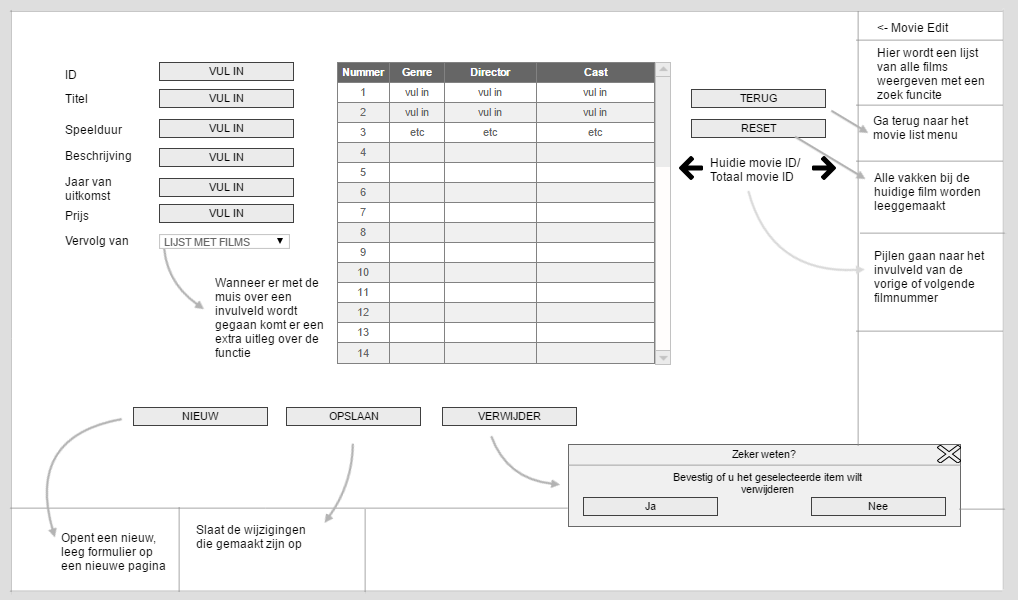 <- Movie Edit
Hier wordt een lijst
van alle films
weergeven met een
zoek funcite
Ga terug naar het
movie list menu
Alle vakken bij de
huidige film worden
leeggemaakt
Pijlen gaan naar het
invulveld van de
vorige of volgende
filmnummer
ID VUL IN
Titel VUL IN
Speelduur VUL IN
Beschrijving VUL IN
Jaar van
uitkomst VUL IN
Prijs VUL IN
Vervolg van LIJST MET FILMS
Wanneer er met de
muis over een
invulveld wordt
gegaan komt er een
extra uitleg over de
functie
Nummer Genre Director Cast
1 vul in vul in vul in
2 vul in vul in vul in
3 etc etc etc
4
5
6
7
8
9
10
11
12
13
14
TERUG
RESET
Huidie movie ID/
Totaal movie ID
NIEUW OPSLAAN VERWIJDER
Zeker weten?
Bevestig of u het geselecteerde item wilt
verwijderen
Ja Nee
Opent een nieuw,
leeg formulier op
een nieuwe pagina
Slaat de wijzigingen
die gemaakt zijn op